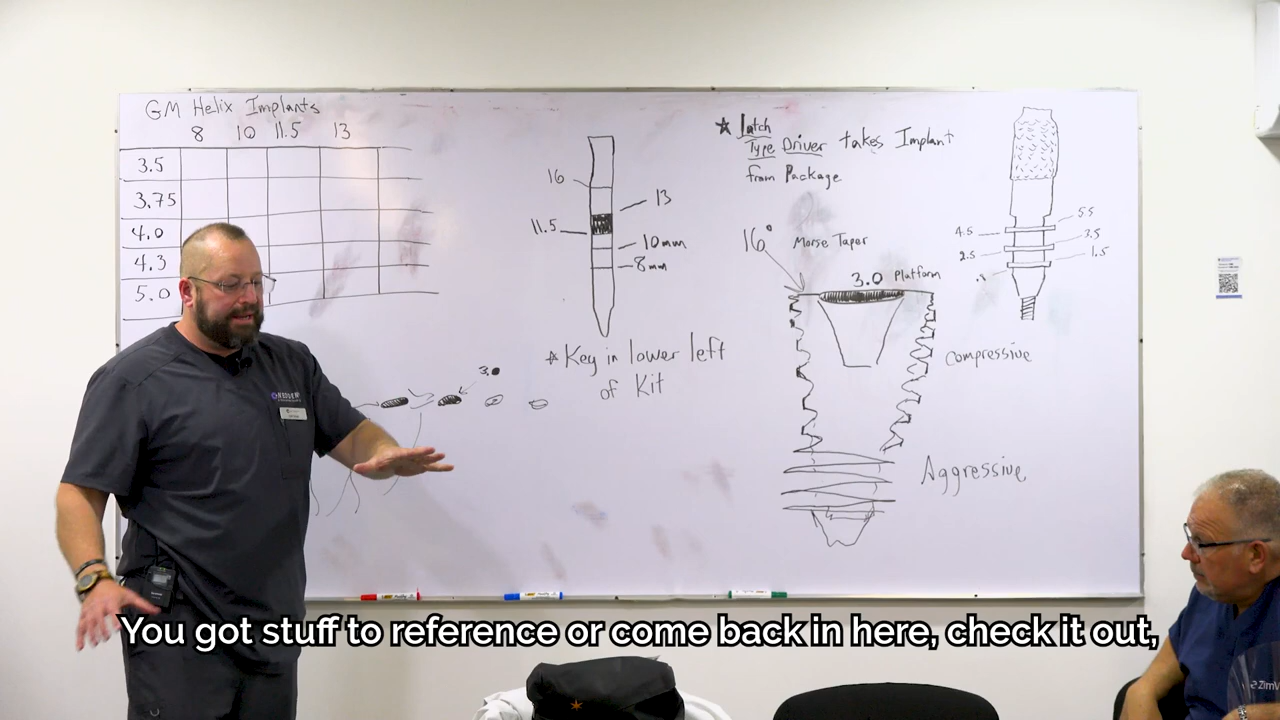 GM Helix Implants
8 10 11.5 13
3.5
3.75
4.0
4.3
5.0
16
13
11.5
10mm
8mm
☆ Key in lower left
of Kit
3.0
★ Latch
Type Driver takes Implant
from Package
16°
Morse Taper
3.0 Platform
compressive
Aggressive
5.5
4.5
3.5
2.5
1.5
You got stuff to reference or come back in here, check it out,